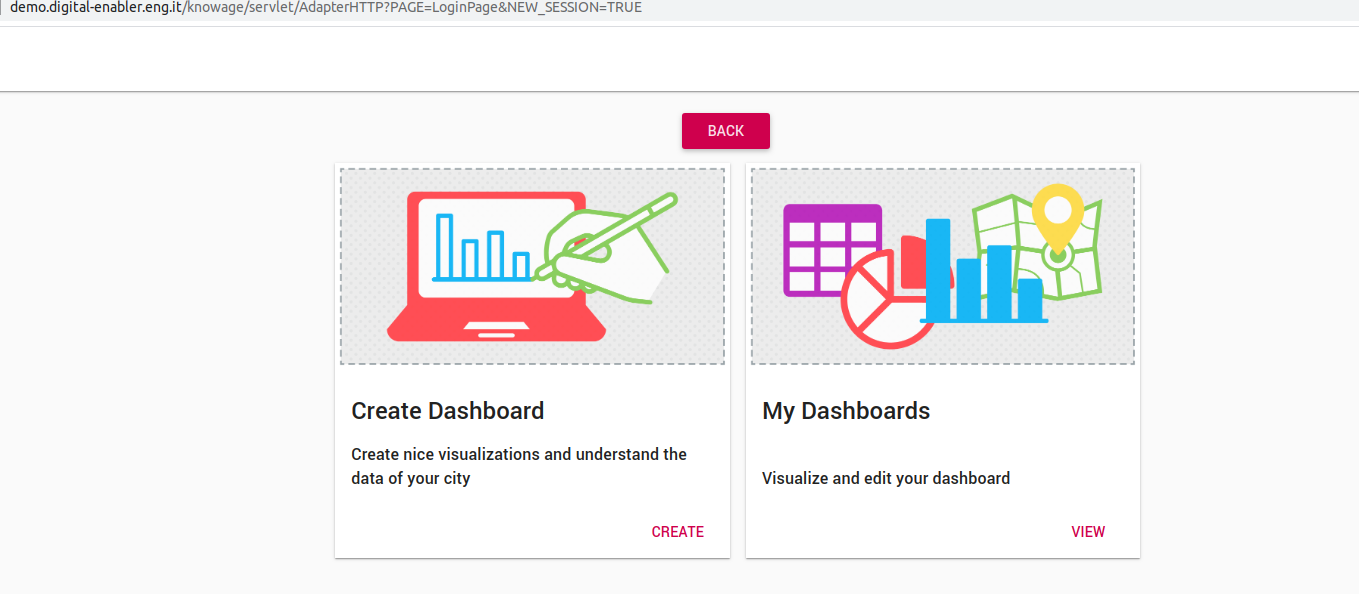 demo.digital-enabler.eng.it/knowage/servlet/AdapterHTTP?PAGE=LoginPage&NEW_SESSION=TRUE
BACK
Create Dashboard
Create nice visualizations and understand the
data of your city
CREATE
My Dashboards
Visualize and edit your dashboard
VIEW